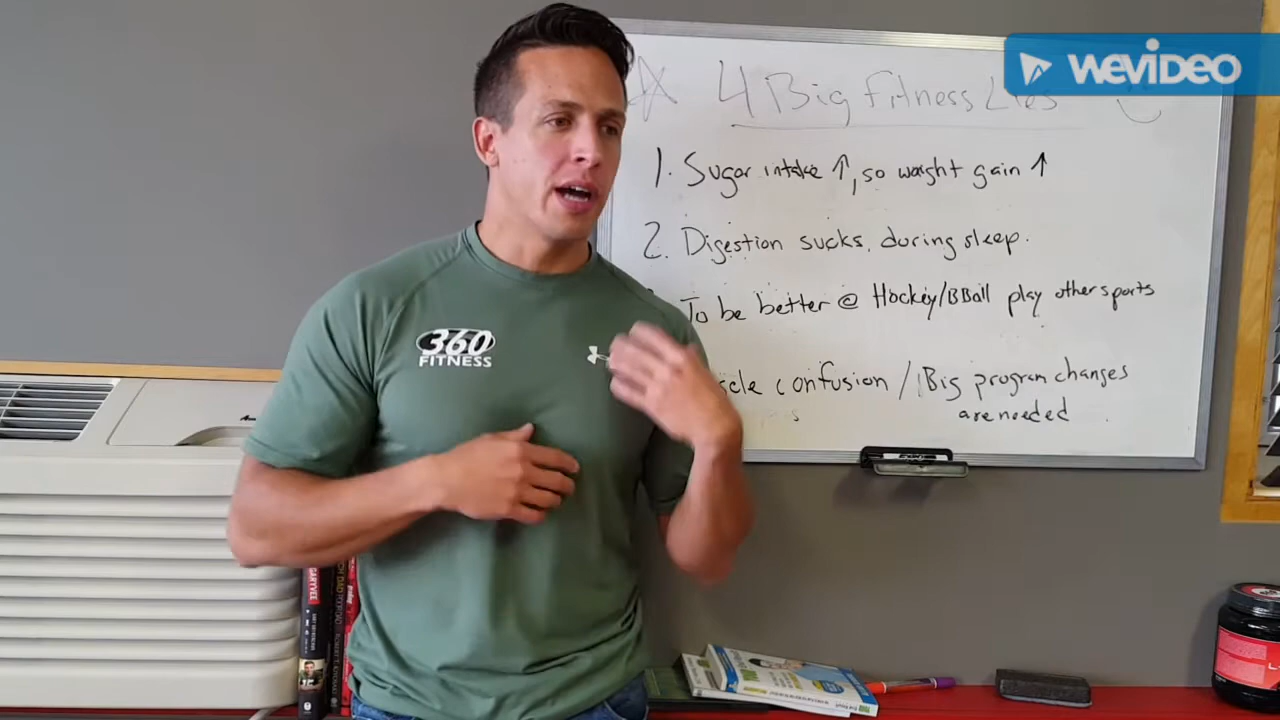 WEVIDEO
4 Big Fitness Lies
1. Sugar intake ↑, so weight gain ↑
2. Digestion sucks during sleep.
To be better @ Hockey/BBall play other sports
confusion / Big program changes
are needed
360
FITNESS
GARYVEE